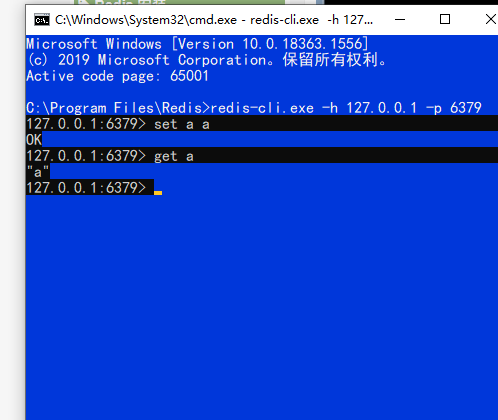 C:\Windows\System32\cmd.exe - redis-cli.exe -h 127...
Microsoft Windows [Version 10.0.18363.1556]
(c) 2019 Microsoft Corporation。保留所有权利。
Active code page: 65001
C:\Program Files\Redis>redis-cli.exe -h 127.0.0.1 -p 6379
127.0.0.1:6379> set a a
OK
127.0.0.1:6379> get a
"a"
127.0.0.1:6379>